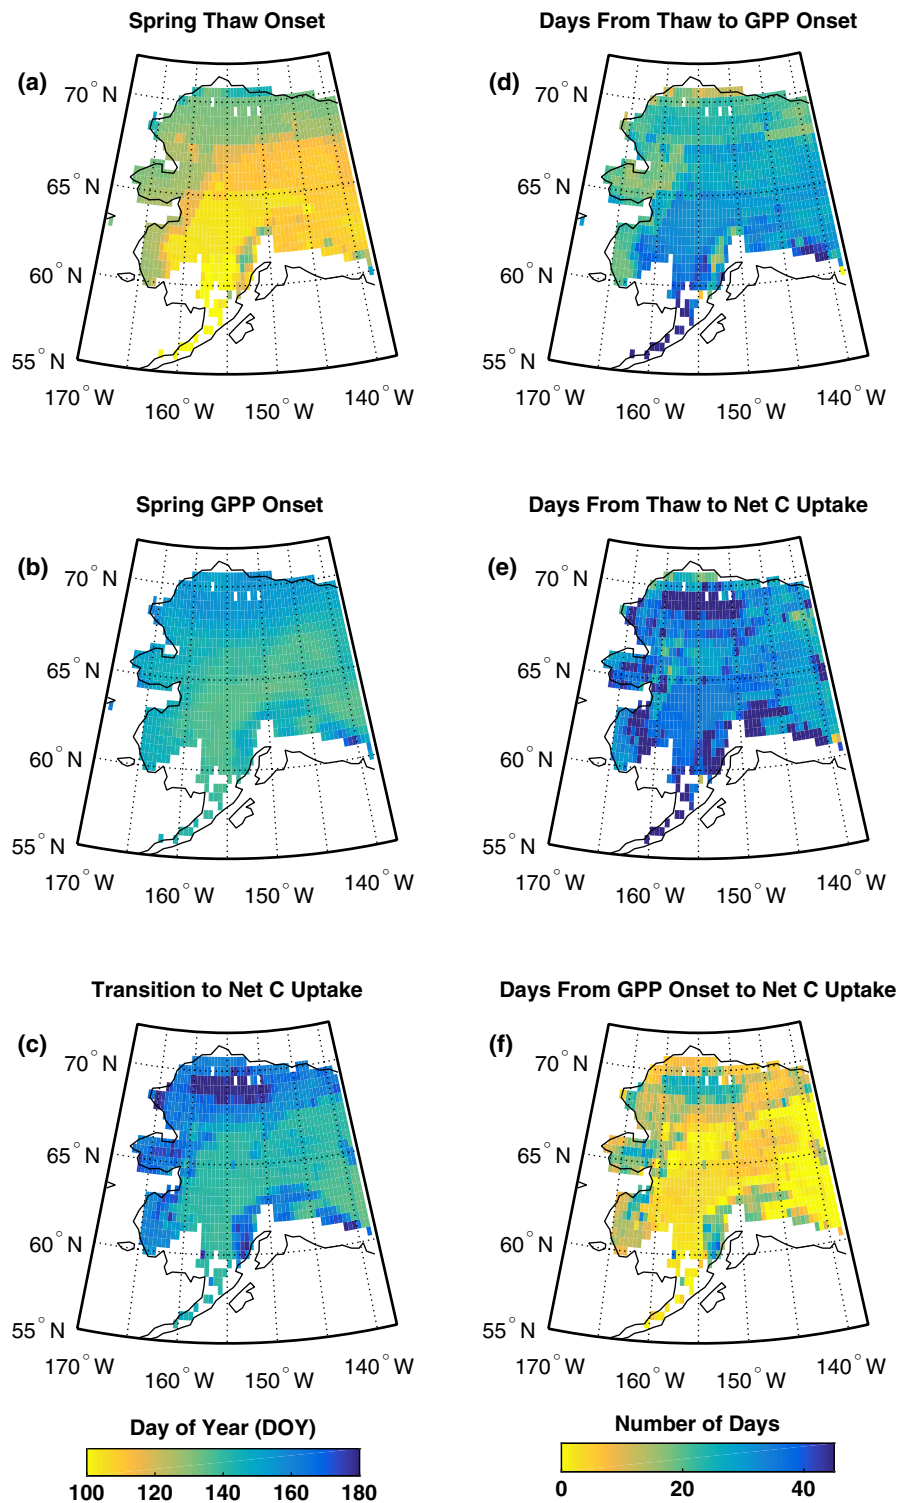 Spring Thaw Onset
(a)
70° N
65° N
60° N
55° N
170° W
160° W
150° W
140° W
Days From Thaw to GPP Onset
(d)
70° N
65° N
60° N
55° N
170° W
160° W
150° W
140° W
Spring GPP Onset
(b)
70° N
65° N
60° N
55° N
170° W
160° W
150° W
140° W
Days From Thaw to Net C Uptake
(e)
70° N
65° N
60° N
55° N
170° W
160° W
150° W
140° W
Transition to Net C Uptake
(c)
70° N
65° N
60° N
55° N
170° W
160° W
150° W
140° W
Days From GPP Onset to Net C Uptake
(f)
70° N
65° N
60° N
55° N
170° W
160° W
150° W
140° W
Day of Year (DOY)
100 120 140 160 180
Number of Days
0 20 40